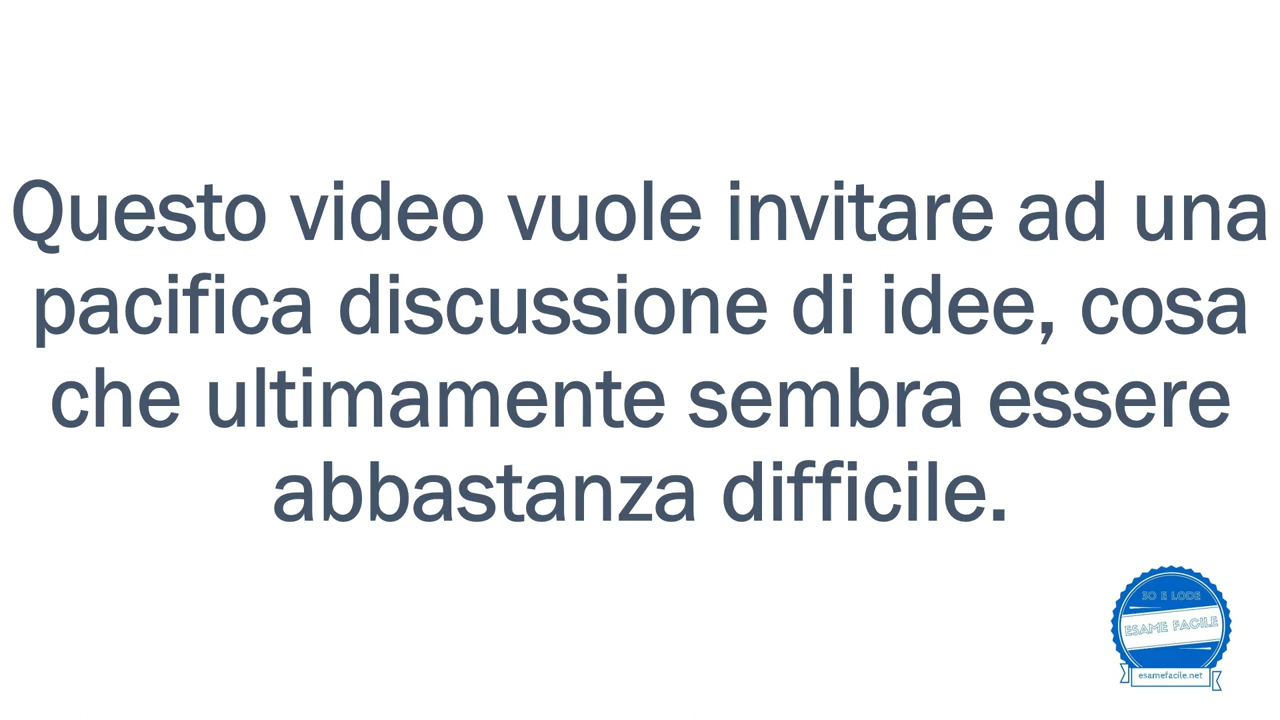 Questo video vuole invitare ad una
pacifica discussione di idee, cosa
che ultimamente sembra essere
abbastanza difficile.
30 E LODE
ESAME FACILE
esamefacile.net